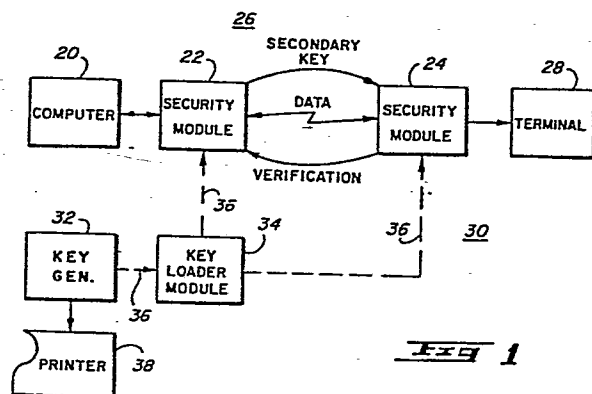 26
SECONDARY
KEY
20
22
24
28
COMPUTER
SECURITY
MODULE
DATA
SECURITY
MODULE
TERMINAL
VERIFICATION
36
36
30
32
34
KEY
GEN.
36
KEY
LOADER
MODULE
PRINTER
38
Fig 1